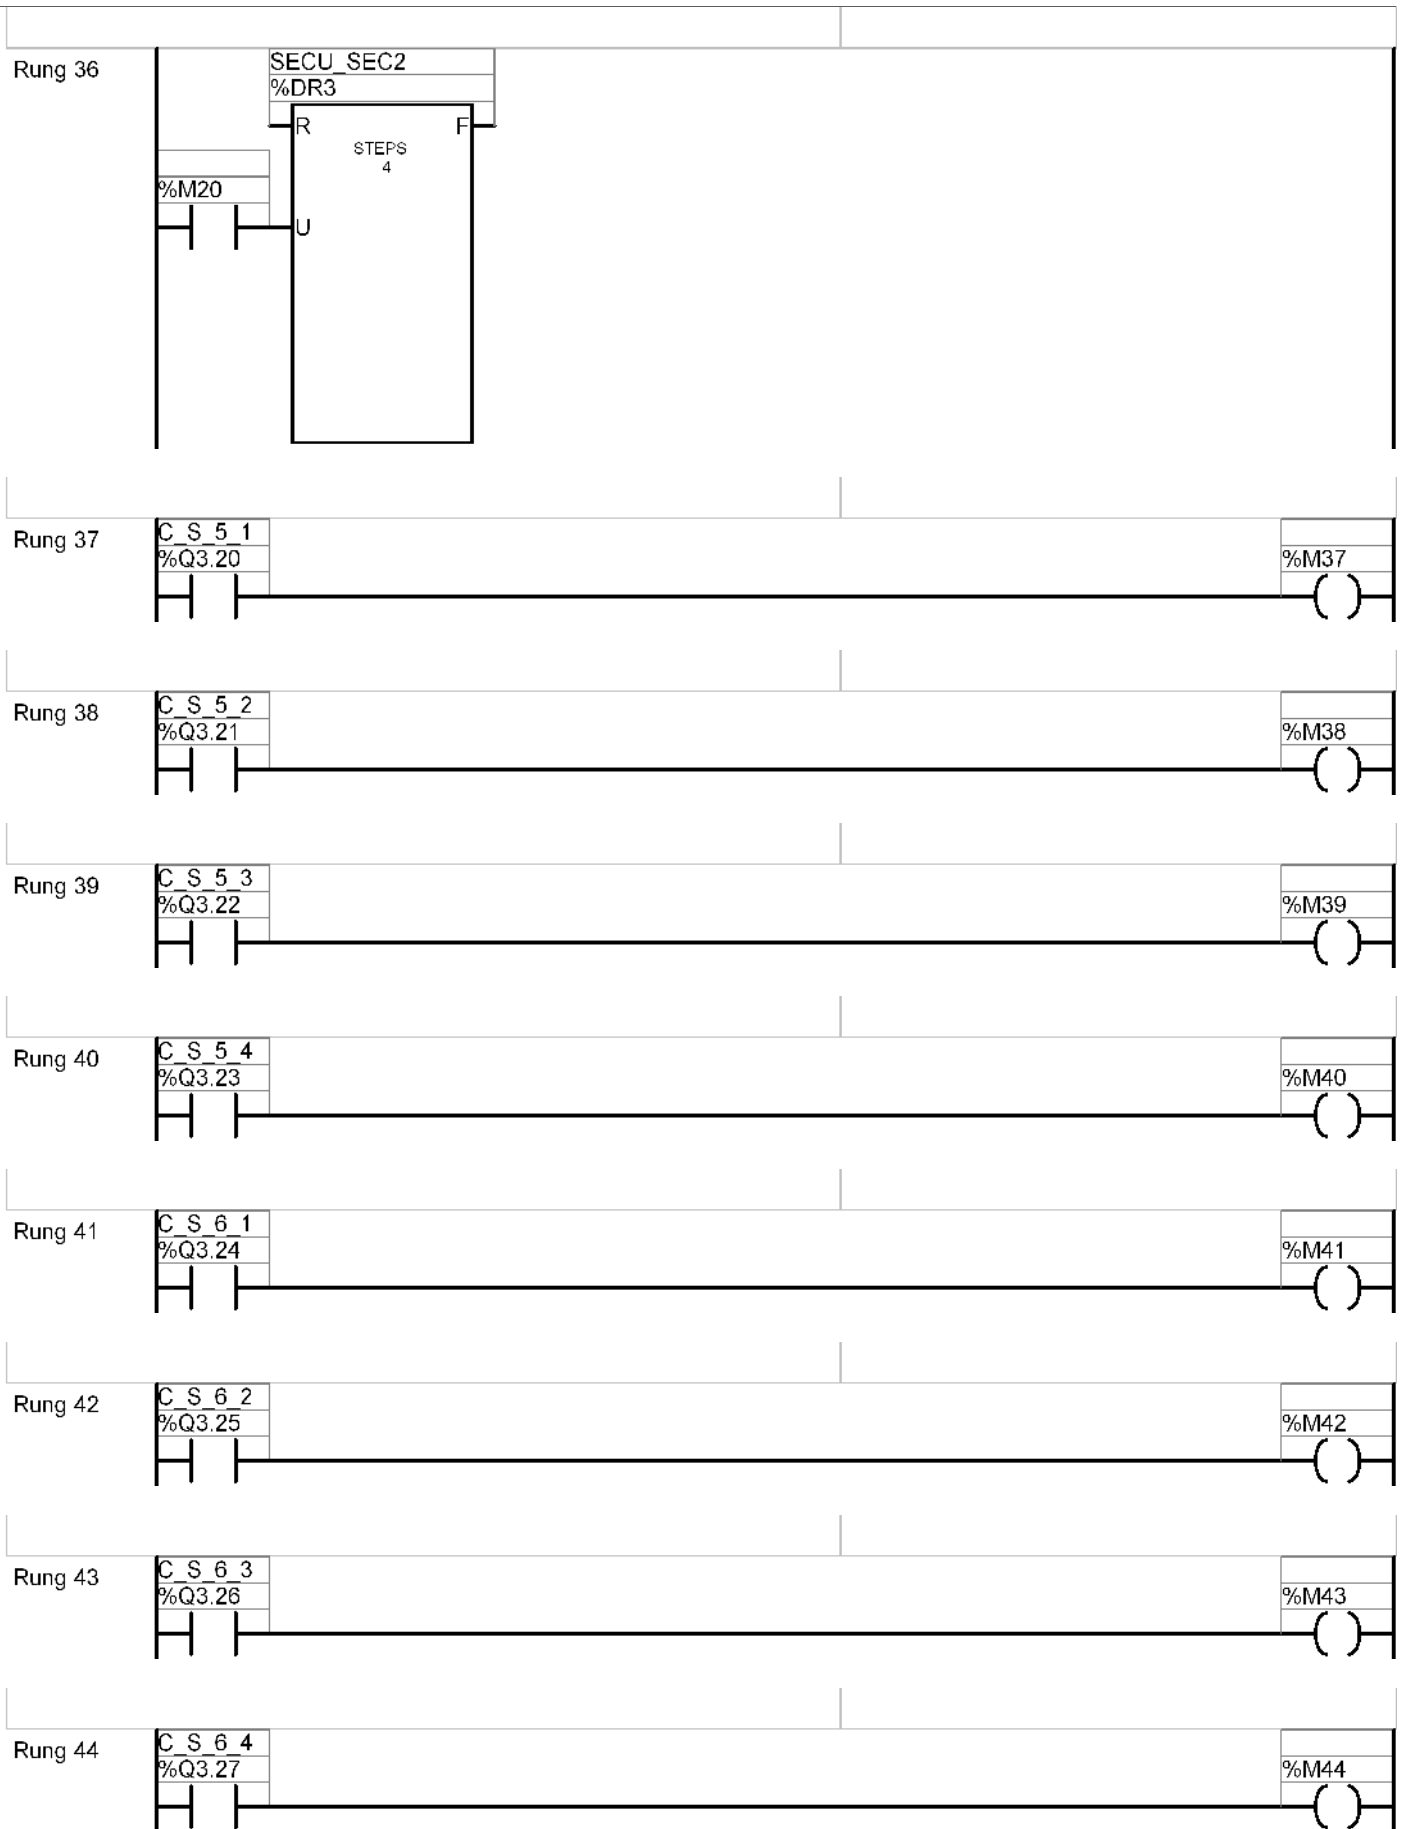 Rung 36
SECU_SEC2
%DR3
R F
STEPS
4
%M20
U
Rung 37
C_S_5_1
%Q3.20
%M37
Rung 38
C_S_5_2
%Q3.21
%M38
Rung 39
C_S_5_3
%Q3.22
%M39
Rung 40
C_S_5_4
%Q3.23
%M40
Rung 41
C_S_6_1
%Q3.24
%M41
Rung 42
C_S_6_2
%Q3.25
%M42
Rung 43
C_S_6_3
%Q3.26
%M43
Rung 44
C_S_6_4
%Q3.27
%M44